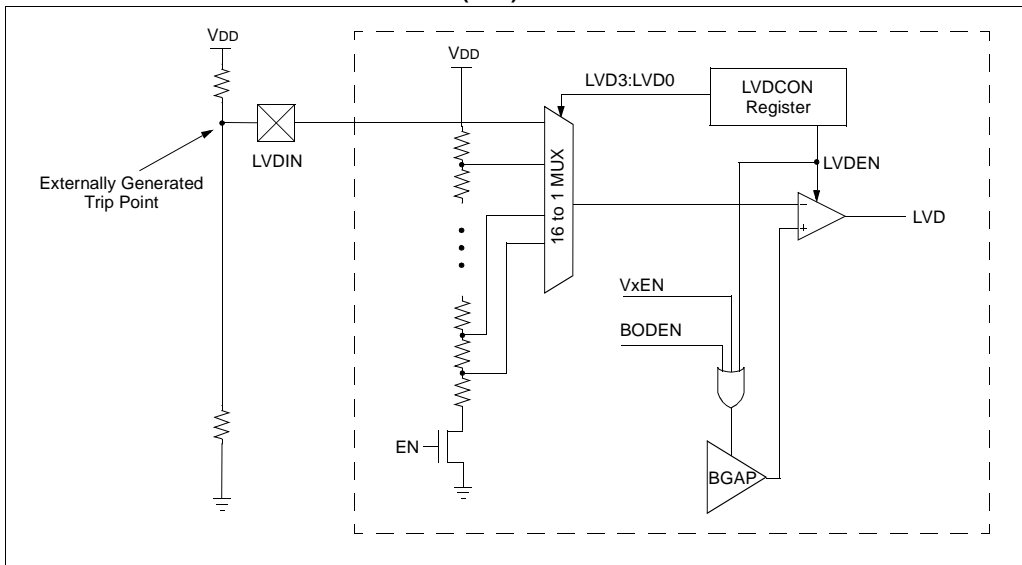 VDD
VDD
LVD3:LVD0
LVDCON
Register
LVDIN
16 to 1 MUX
LVDEN
Externally Generated
Trip Point
LVD
VxEN
BODEN
EN
BGAP